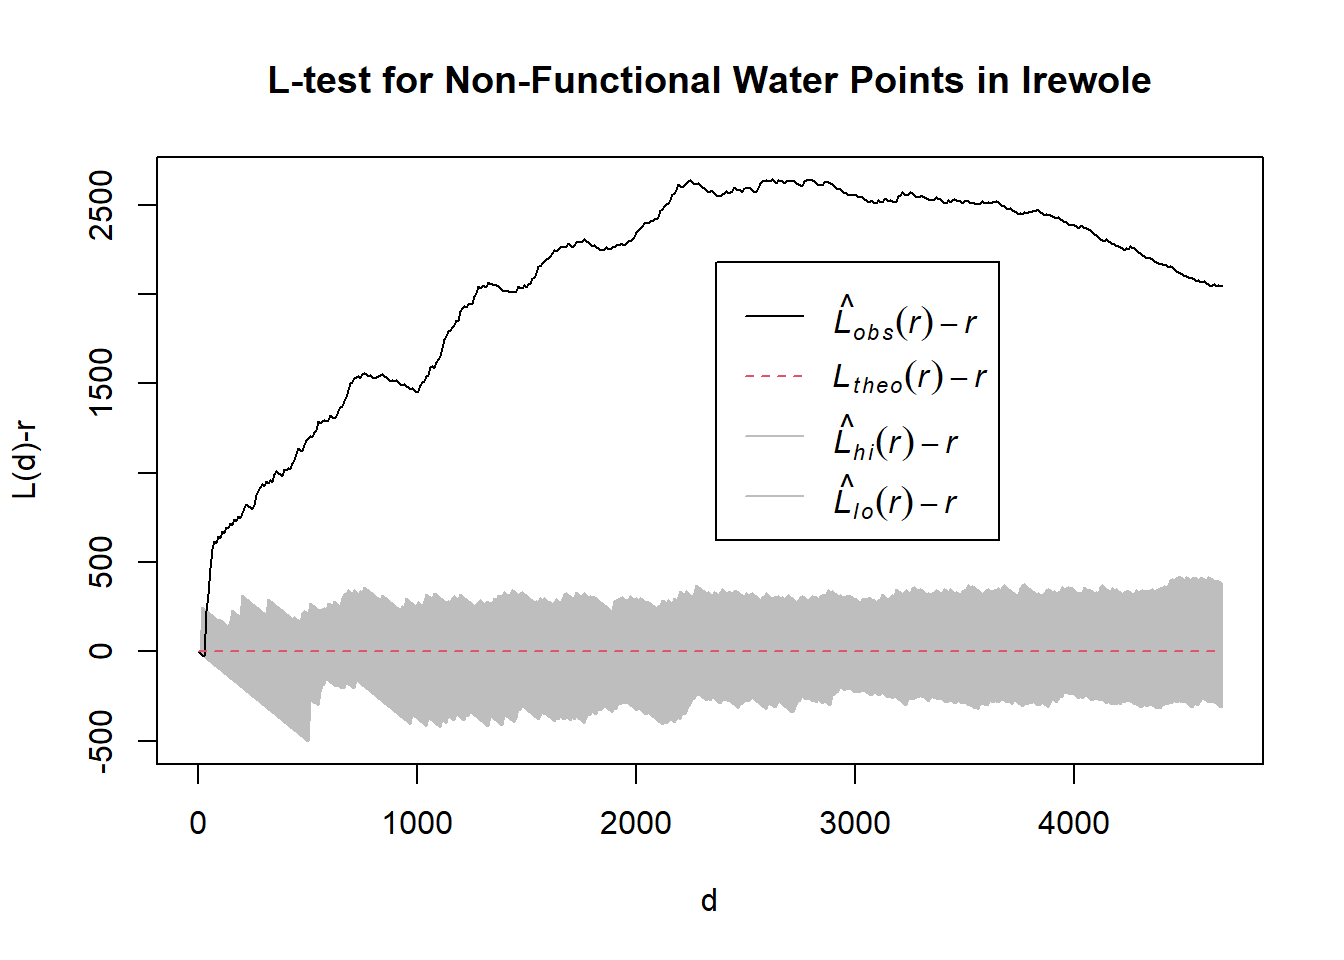 L-test for Non-Functional Water Points in Irewole
L(d)-r
2500
1500
500
0
-500
L̂obs(r) − r
Ltheo(r) − r
L̂hi(r) − r
L̂lo(r) − r
0 1000 2000 3000 4000
d